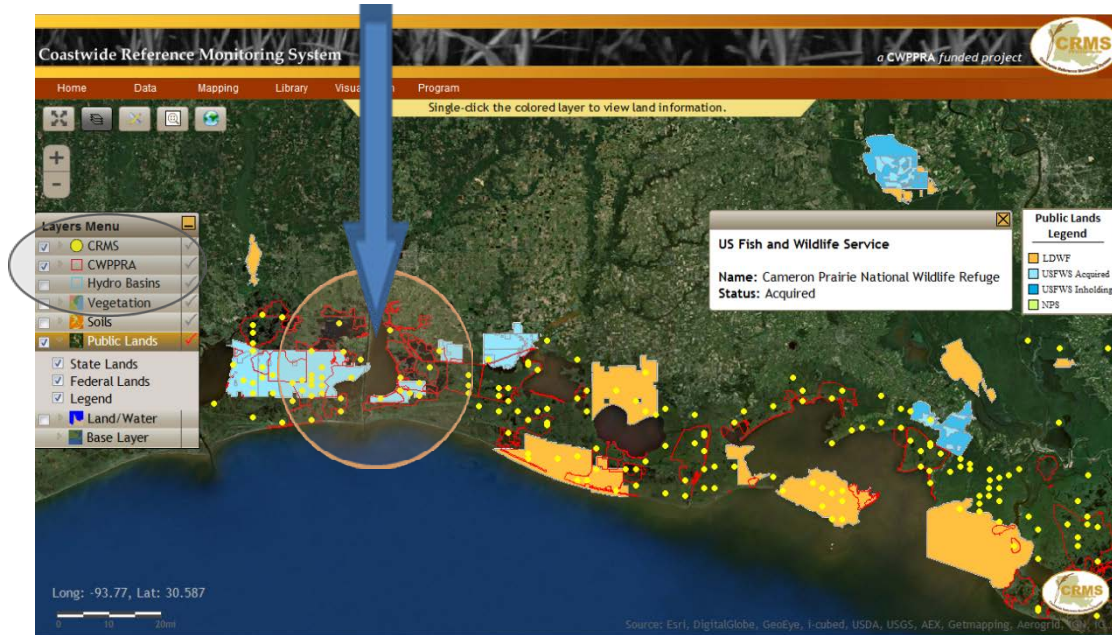 Coastwide Reference Monitoring System
a CWPPRA funded project
CRMS
Home Data Mapping Library Program
Single-click the colored layer to view land information.
Layers Menu
CRMS
CWPPRA
Hydro Basins
Vegetation
Soils
Public Lands
State Lands
Federal Lands
Legend
Land/Water
Base Layer
US Fish and Wildlife Service
Name: Cameron Prairie National Wildlife Refuge
Status: Acquired
Public Lands
Legend
LDWF
USFWS Acquired
USFWS Inholding
NPS
Long: -93.77, Lat: 30.587
0 10 20mi
CRMS
Source: Esri, DigitalGlobe, GeoEye, i-cubed, USDA, USGS, AEX, Getmapping, Aerogrid,